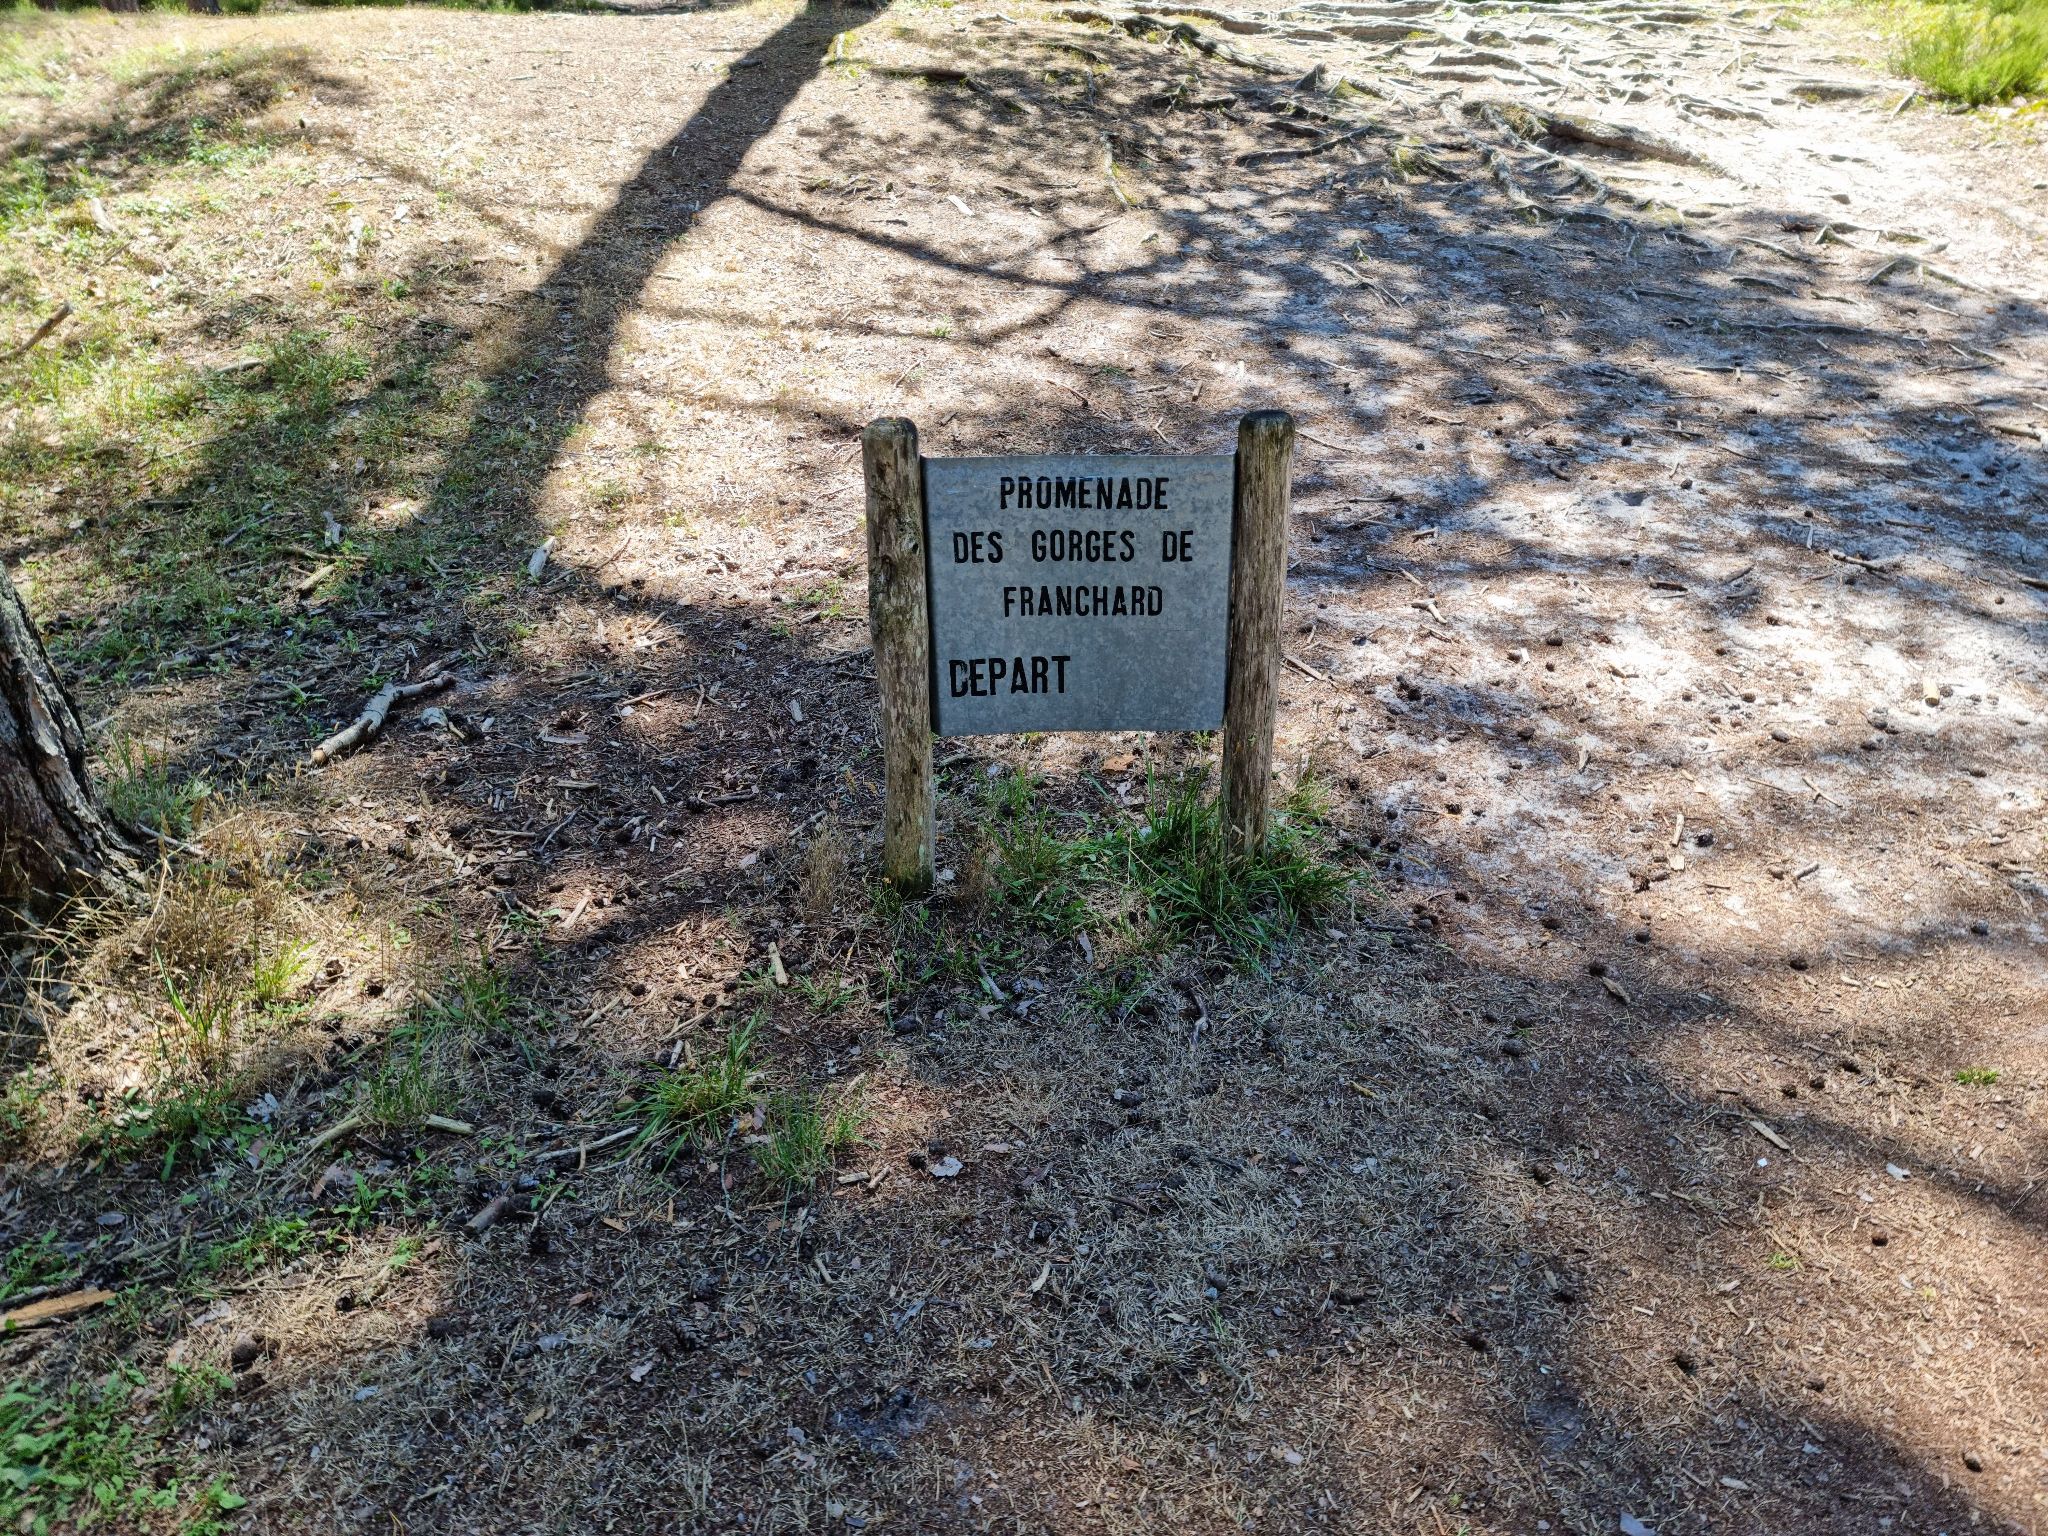 PROMENADE
DES GORGES DE
FRANCHARD
DEPART